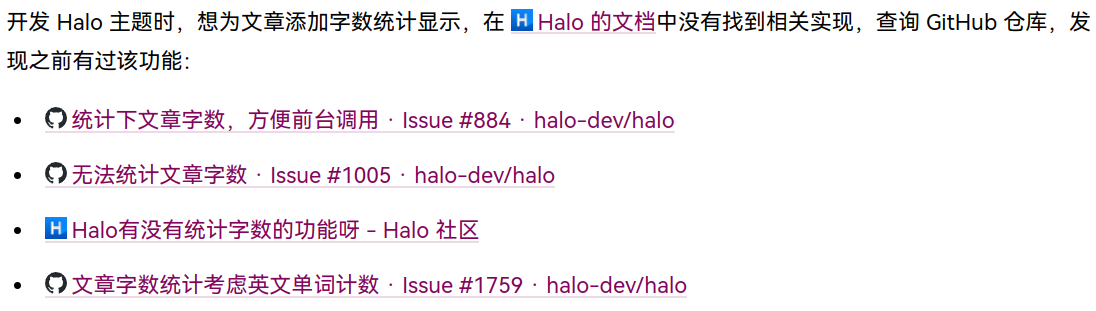 开发 Halo 主题时，想为文章添加字数统计显示，在 Halo 的文档中没有找到相关实现，查询 GitHub 仓库，发
现之前有过该功能：
统计下文章字数，方便前台调用 · Issue #884 · halo-dev/halo
无法统计文章字数 · Issue #1005 · halo-dev/halo
Halo有没有统计字数的功能呀 - Halo 社区
文章字数统计考虑英文单词计数 · Issue #1759 · halo-dev/halo